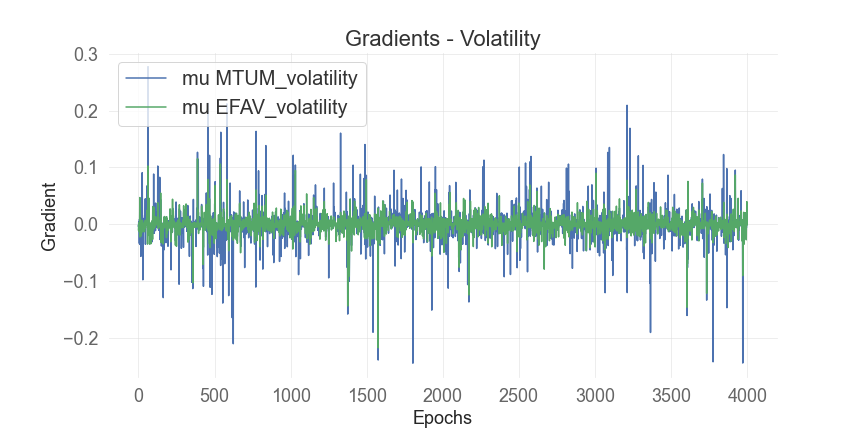 Gradients - Volatility
0.3
0.2
0.1
0.0
−0.1
−0.2
Gradient
mu MTUM_volatility
mu EFAV_volatility
0 500 1000 1500 2000 2500 3000 3500 4000
Epochs